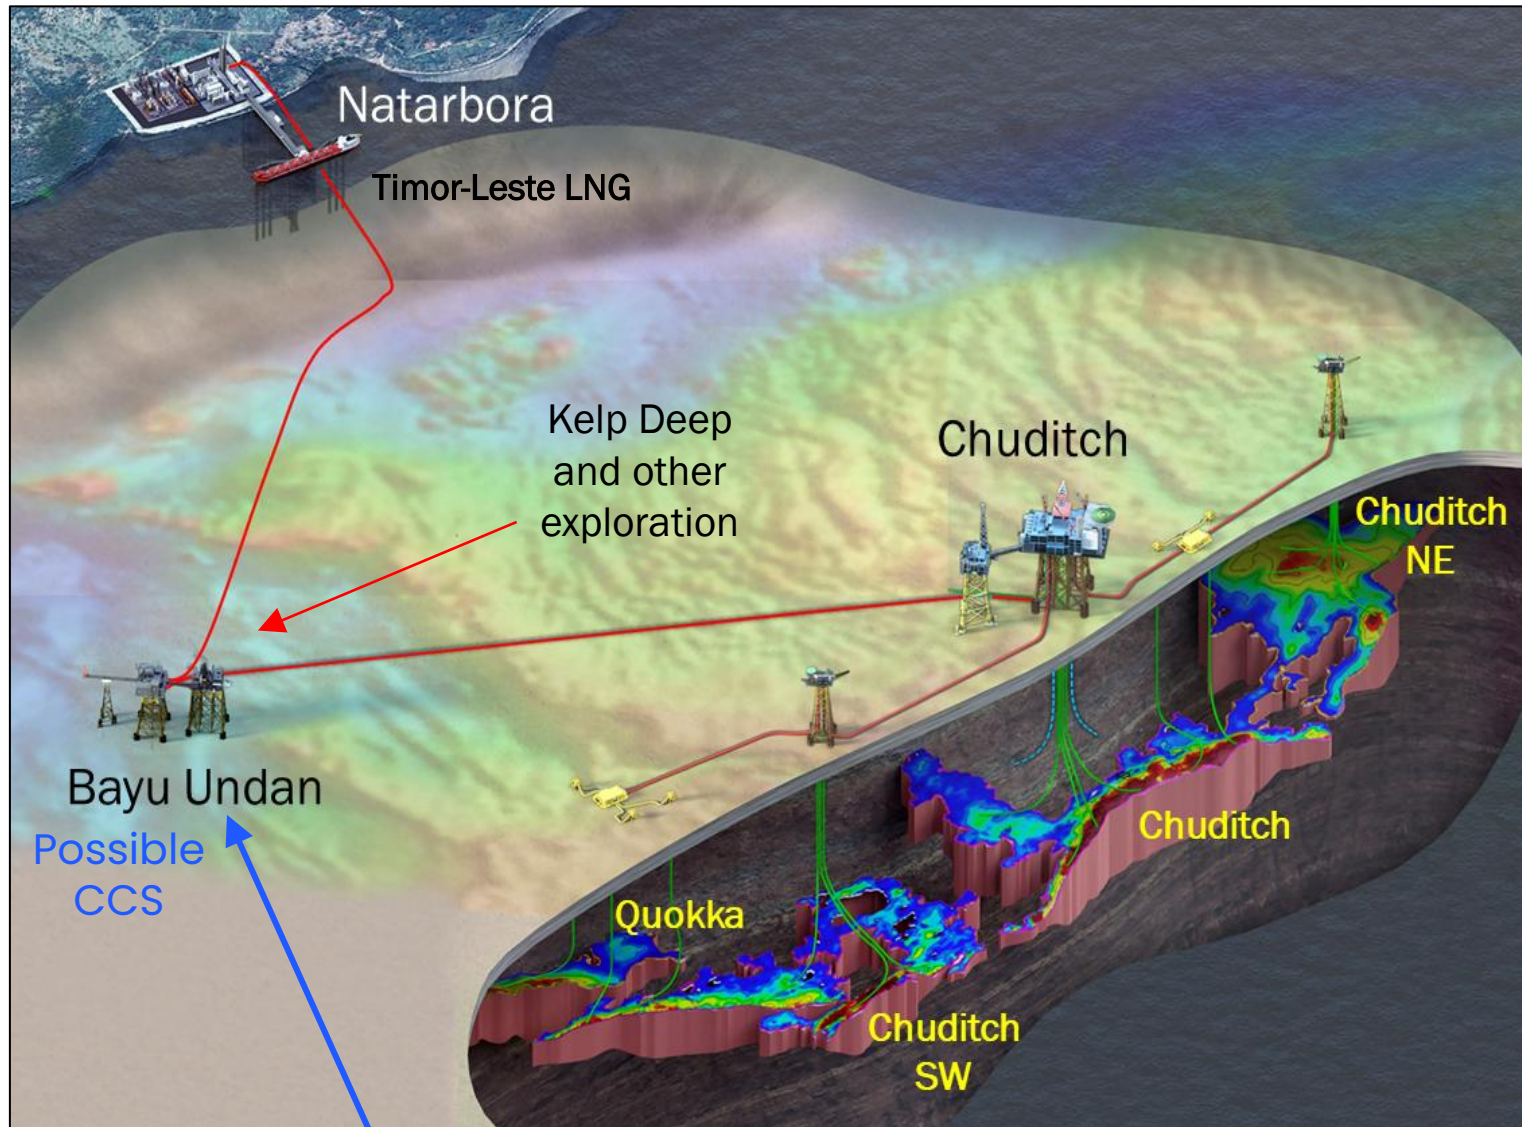 Natarbora
Timor-Leste LNG
Kelp Deep
and other
exploration
Chuditch
Chuditch
NE
Bayu Undan
Possible
CCS
Chuditch
Quokka
Chuditch
SW